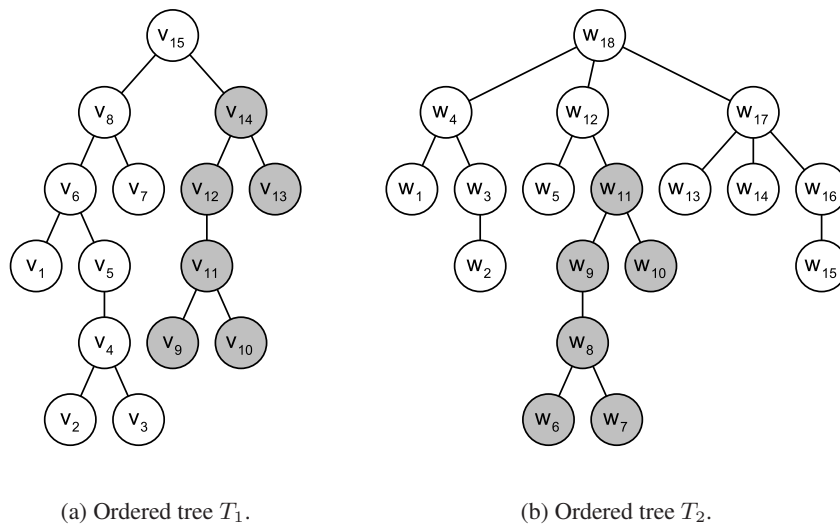 v15 w18
v8 v14 w4 w12 w17
v6 v7 v12 v13 w1 w3 w5 w11 w13 w14 w16
v1 v5 v11 w2 w9 w10 w15
v4 v9 v10 w8
v2 v3 w6 w7
(a) Ordered tree T1. (b) Ordered tree T2.